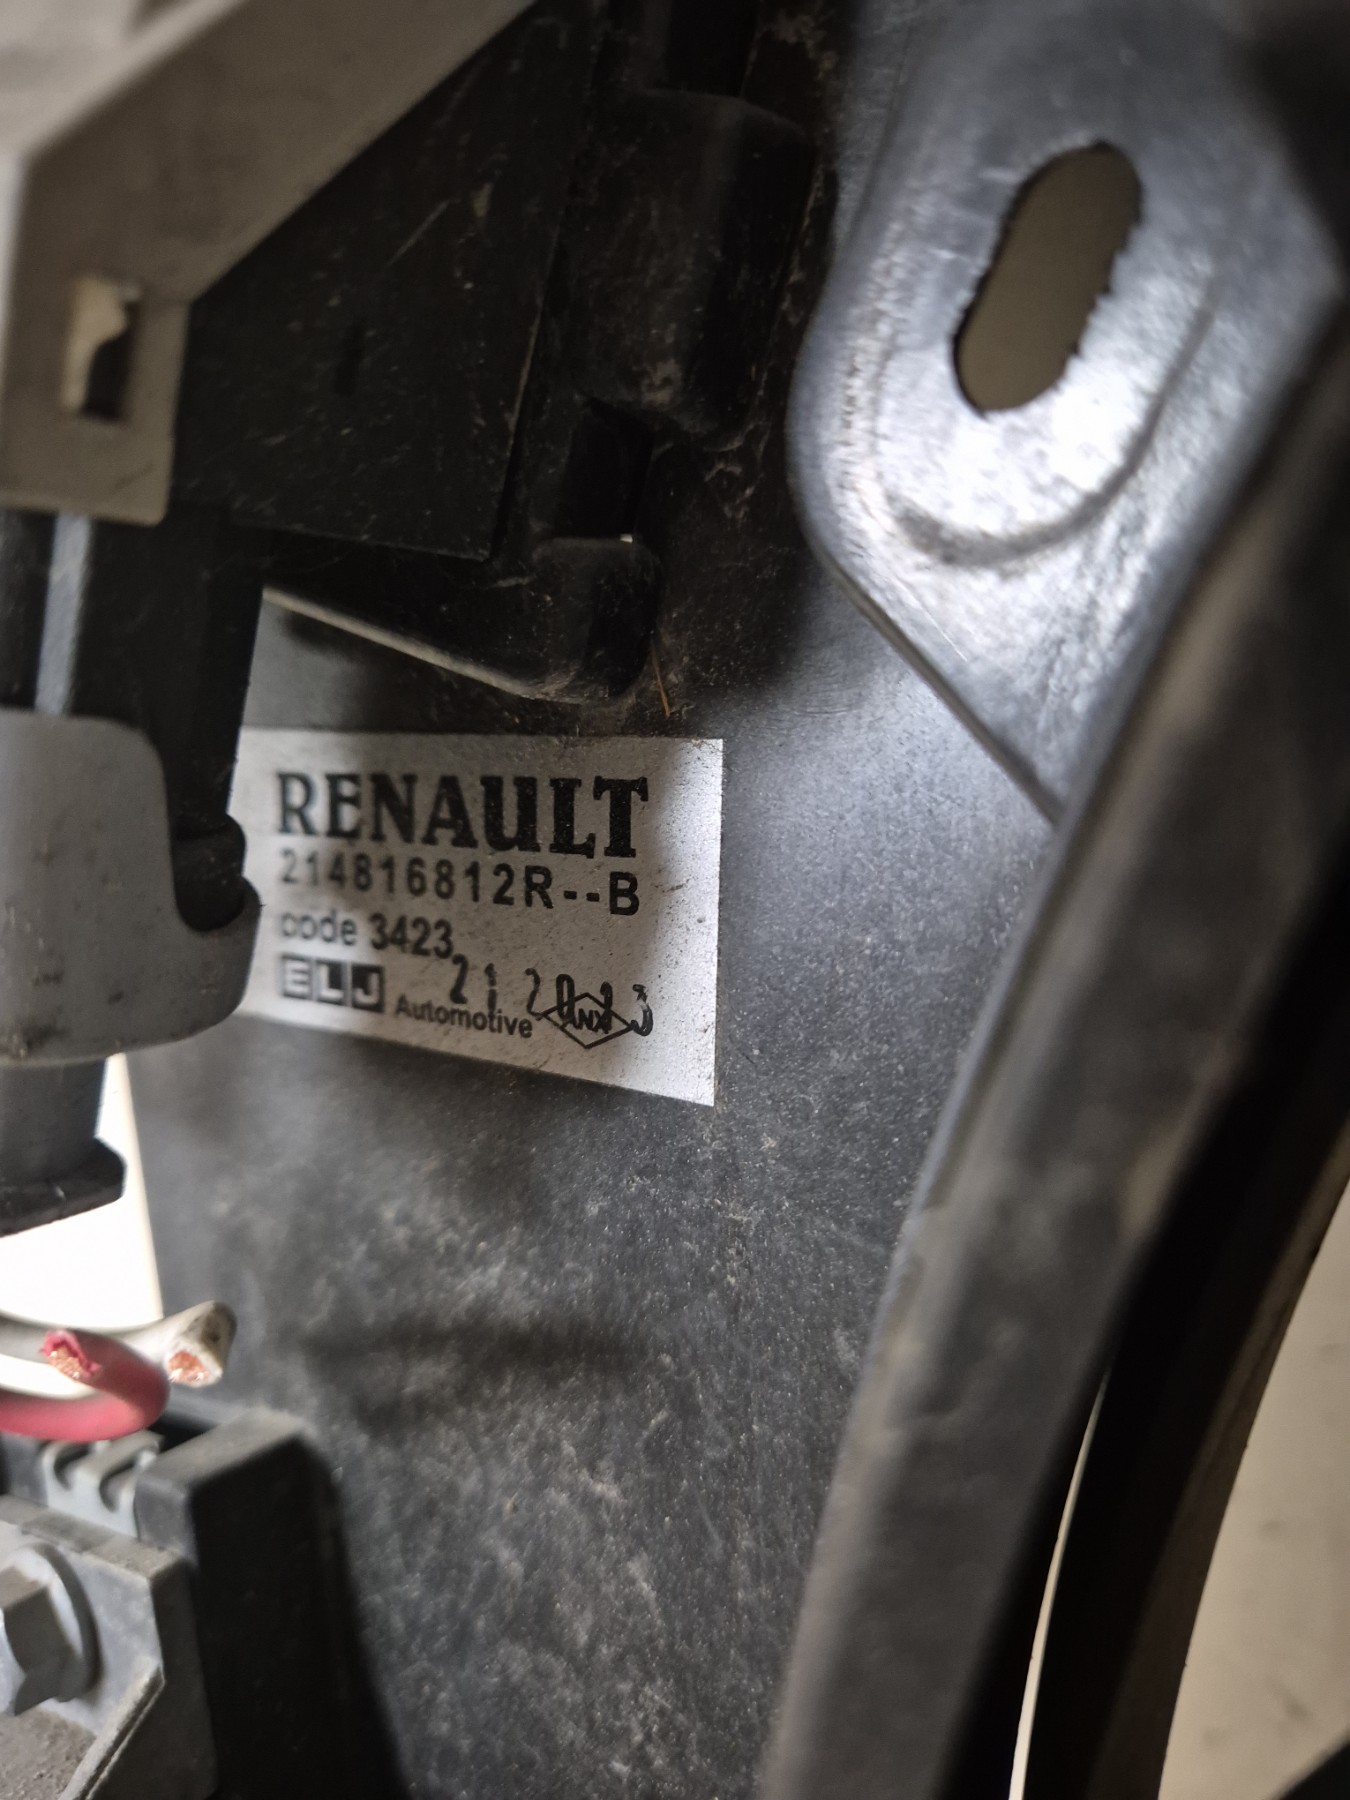 RENAULT
214816812R--B
code 3423
ELJ Automotive